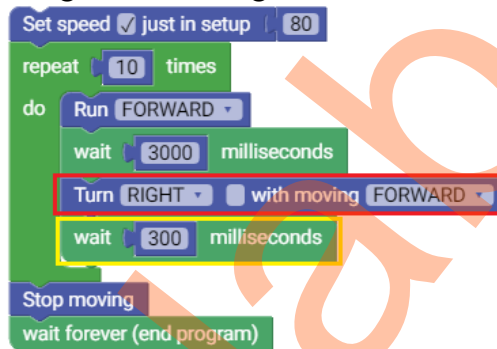 Set speed just in setup 80
repeat 10 times
do Run FORWARD
wait 3000 milliseconds
Turn RIGHT with moving FORWARD
wait 300 milliseconds
Stop moving
wait forever (end program)